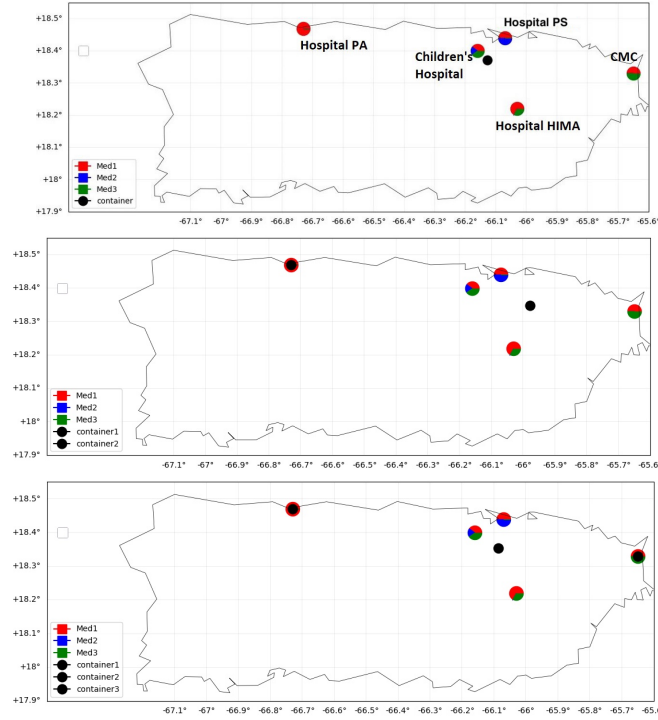 +18.5°
Hospital PS
Hospital PA
+18.4°
Children's
Hospital
CMC
+18.3°
+18.2°
Hospital HIMA
+18.1°
Med1
Med2
+18°
Med3
container
+17.9°
-67.1° -67° -66.9° -66.8° -66.7° -66.6° -66.5° -66.4° -66.3° -66.2° -66.1° -66° -65.9° -65.8° -65.7° -65.6
+18.5°
+18.4°
+18.3°
+18.2°
+18.1°
Med1
Med2
Med3
+18°
container1
container2
+17.9°
-67.1° -67° -66.9° -66.8° -66.7° -66.6° -66.5° -66.4° -66.3° -66.2° -66.1° -66° -65.9° -65.8° -65.7° -65.6
+18.5°
+18.4°
+18.3°
+18.2°
+18.1°
Med1
Med2
Med3
+18°
container1
container2
container3
+17.9°
-67.1° -67° -66.9° -66.8° -66.7° -66.6° -66.5° -66.4° -66.3° -66.2° -66.1° -66° -65.9° -65.8° -65.7° -65.6